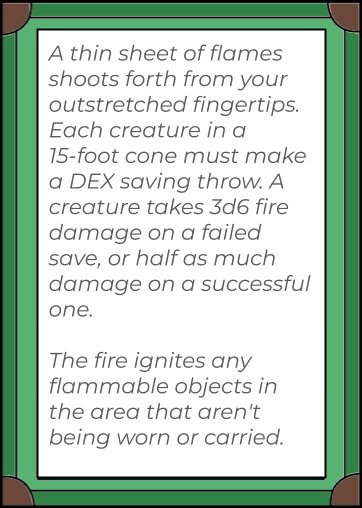 A thin sheet of flames
shoots forth from your
outstretched fingertips.
Each creature in a
15-foot cone must make
a DEX saving throw. A
creature takes 3d6 fire
damage on a failed
save, or half as much
damage on a successful
one.
The fire ignites any
flammable objects in
the area that aren't
being worn or carried.